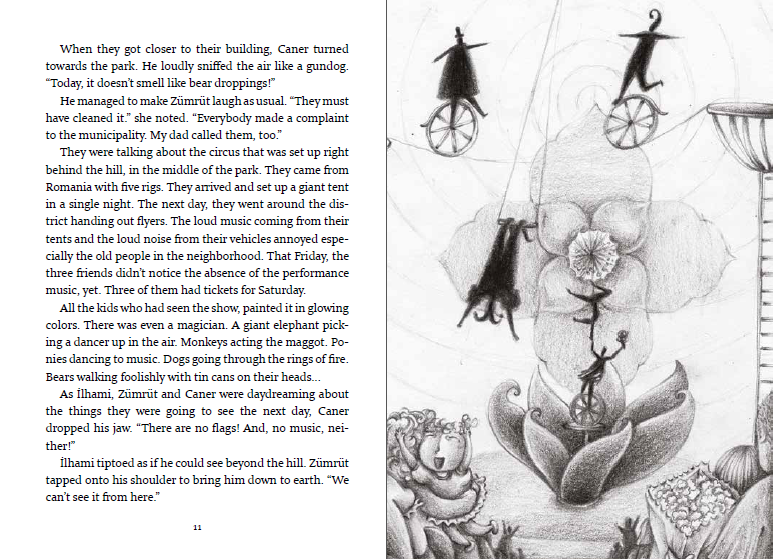 When they got closer to their building, Caner turned
towards the park. He loudly sniffed the air like a gundog.
“Today, it doesn’t smell like bear droppings!”
He managed to make Zümrüt laugh as usual. “They must
have cleaned it.” she noted. “Everybody made a complaint
to the municipality. My dad called them, too.”
They were talking about the circus that was set up right
behind the hill, in the middle of the park. They came from
Romania with five rigs. They arrived and set up a giant tent
in a single night. The next day, they went around the dis-
trict handing out flyers. The loud music coming from their
tents and the loud noise from their vehicles annoyed espe-
cially the old people in the neighborhood. That Friday, the
three friends didn’t notice the absence of the performance
music, yet. Three of them had tickets for Saturday.
All the kids who had seen the show, painted it in glowing
colors. There was even a magician. A giant elephant pick-
ing a dancer up in the air. Monkeys acting the maggot. Po-
nies dancing to music. Dogs going through the rings of fire.
Bears walking foolishly with tin cans on their heads...
As İlhami, Zümrüt and Caner were daydreaming about
the things they were going to see the next day, Caner
dropped his jaw. “There are no flags! And, no music, nei-
ther!”
İlhami tiptoed as if he could see beyond the hill. Zümrüt
tapped onto his shoulder to bring him down to earth. “We
can’t see it from here.”
11